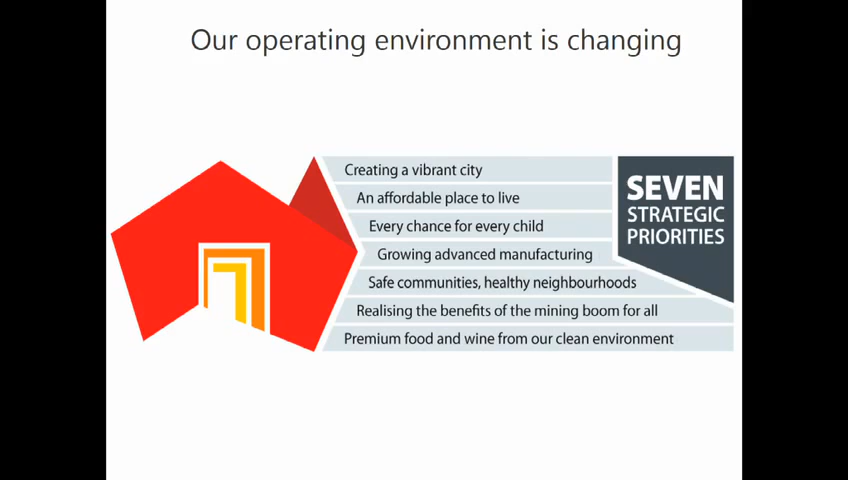 Our operating environment is changing
Creating a vibrant city
An affordable place to live
Every chance for every child
Growing advanced manufacturing
Safe communities, healthy neighbourhoods
Realising the benefits of the mining boom for all
Premium food and wine from our clean environment
SEVEN
STRATEGIC
PRIORITIES